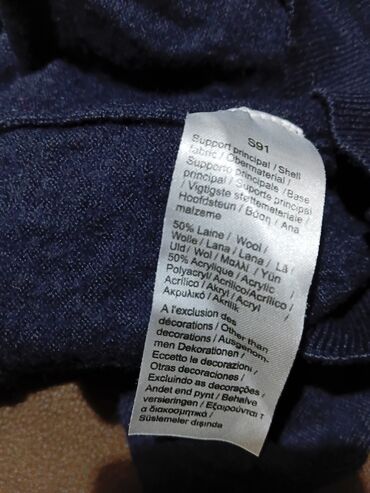 S91
Support principal / Shell
fabric / Obermaterial /
Supporto principale / Base
principal / Suporte principal
/ Vigtigste støttemateriale /
Hoofdsteun / Βάση / Ana
malzeme
50% Laine / Wool /
Wolle / Lana / Lana / Lã /
Uld / Wol / Μαλλί / Yün
50% Acrylique / Acrylic /
Polyacryl / Acrilico/Acrílico /
Acrílico / Akryl / Acryl /
Ακρυλικό / Akrilik
A l'exclusion des
décorations / Other than
decorations / Ausgenom.
men Dekorationen /
Eccetto le decorazioni /
Otras decoraciones /
Excluindo as decorações /
Andet end pynt / Behalve
versieringen / Εξαιρούνται τ
α διακοσμητικά /
Süslemeler dışında